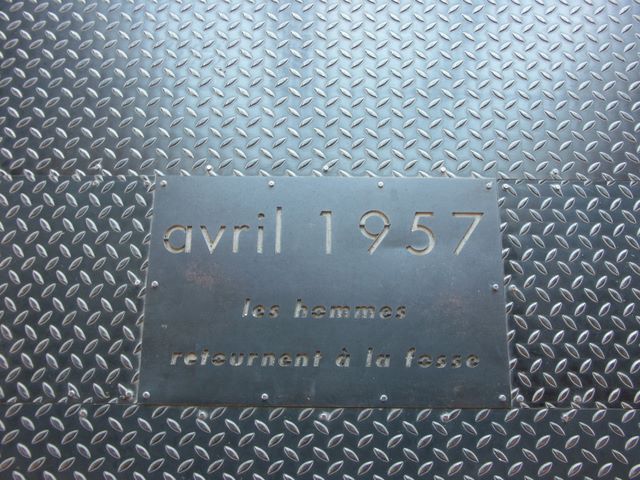 avril 1957
les hommes
retournent à la fosse